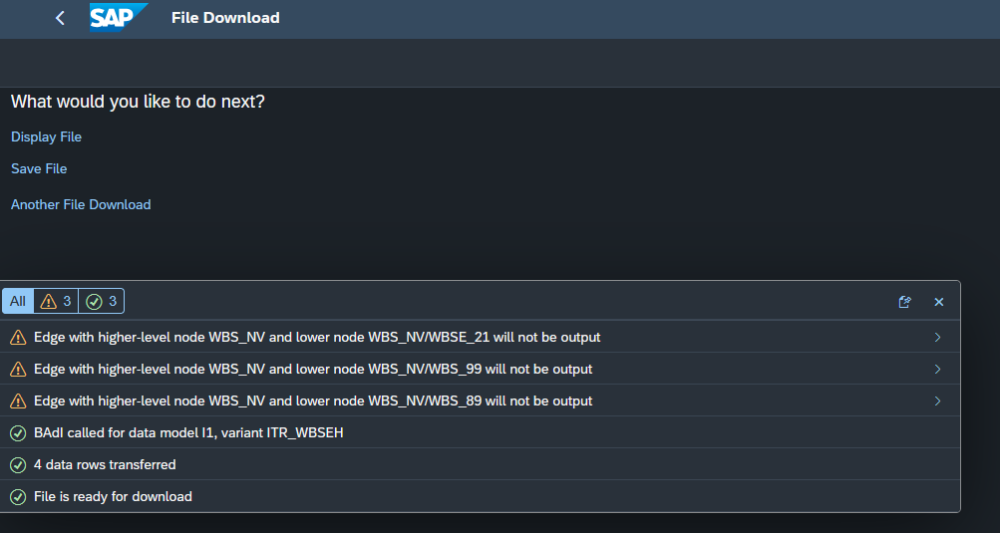 SAP File Download
What would you like to do next?
Display File
Save File
Another File Download
All 3 3
Edge with higher-level node WBS_NV and lower node WBS_NV/WBSE_21 will not be output
Edge with higher-level node WBS_NV and lower node WBS_NV/WBS_99 will not be output
Edge with higher-level node WBS_NV and lower node WBS_NV/WBS_89 will not be output
BAdI called for data model I1, variant ITR_WBSEH
4 data rows transferred
File is ready for download